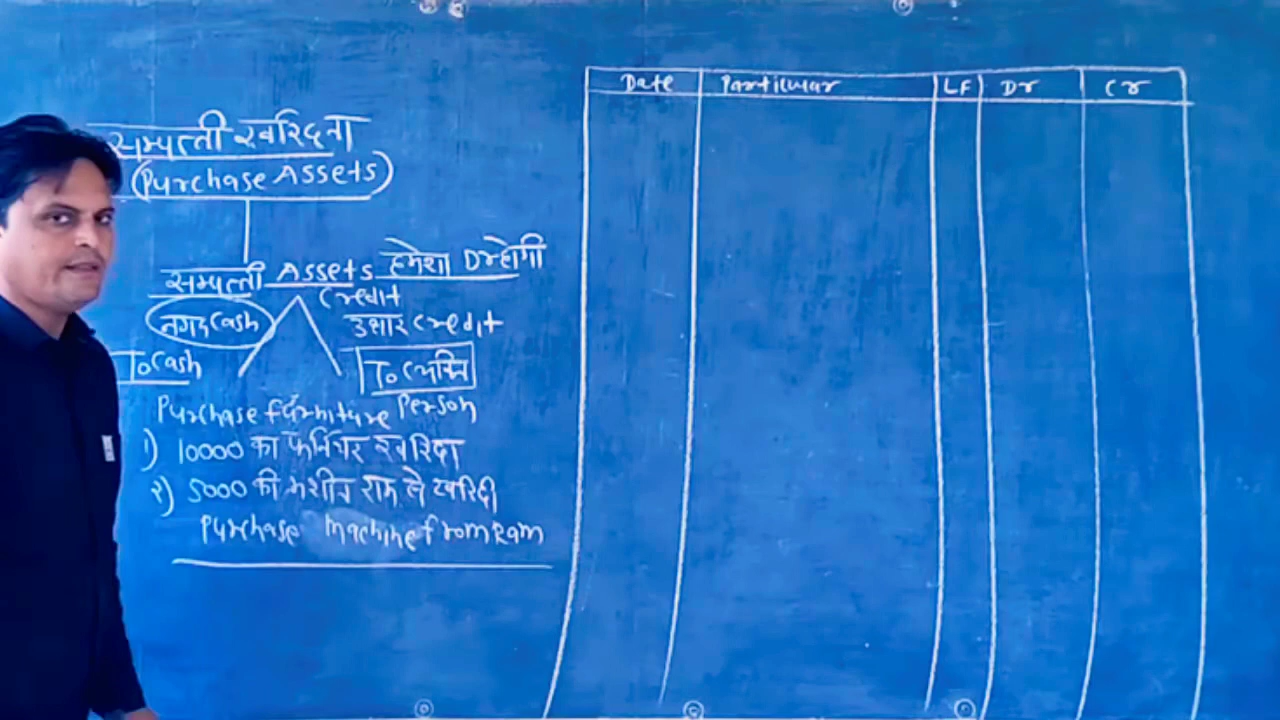 सम्पत्ती खरिदना
(Purchase Assets)
सम्पत्ती Assets हमेशा Dr होगी
Credit
नगद Cash उधार Credit
To Cash To व्यक्ति
Purchase furniture Person
1) 10000 का फर्निचर खरिदा
२) 5000 की मशीन राम से खरिदी
Purchase Machine from Ram
Date Particular LF Dr Cr